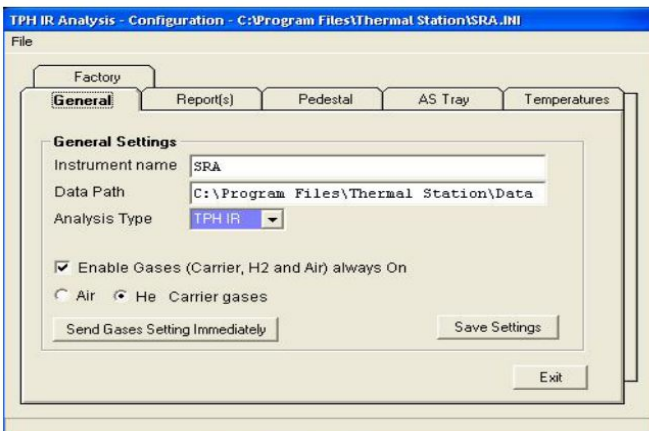 TPH IR Analysis - Configuration - C:\Program Files\Thermal Station\SRA.INI
File
Factory
General Report(s) Pedestal AS Tray Temperatures
General Settings
Instrument name SRA
Data Path C:\Program Files\Thermal Station\Data
Analysis Type TPH IR
Enable Gases (Carrier, H2 and Air) always On
Air He Carrier gases
Send Gases Setting Immediately Save Settings
Exit